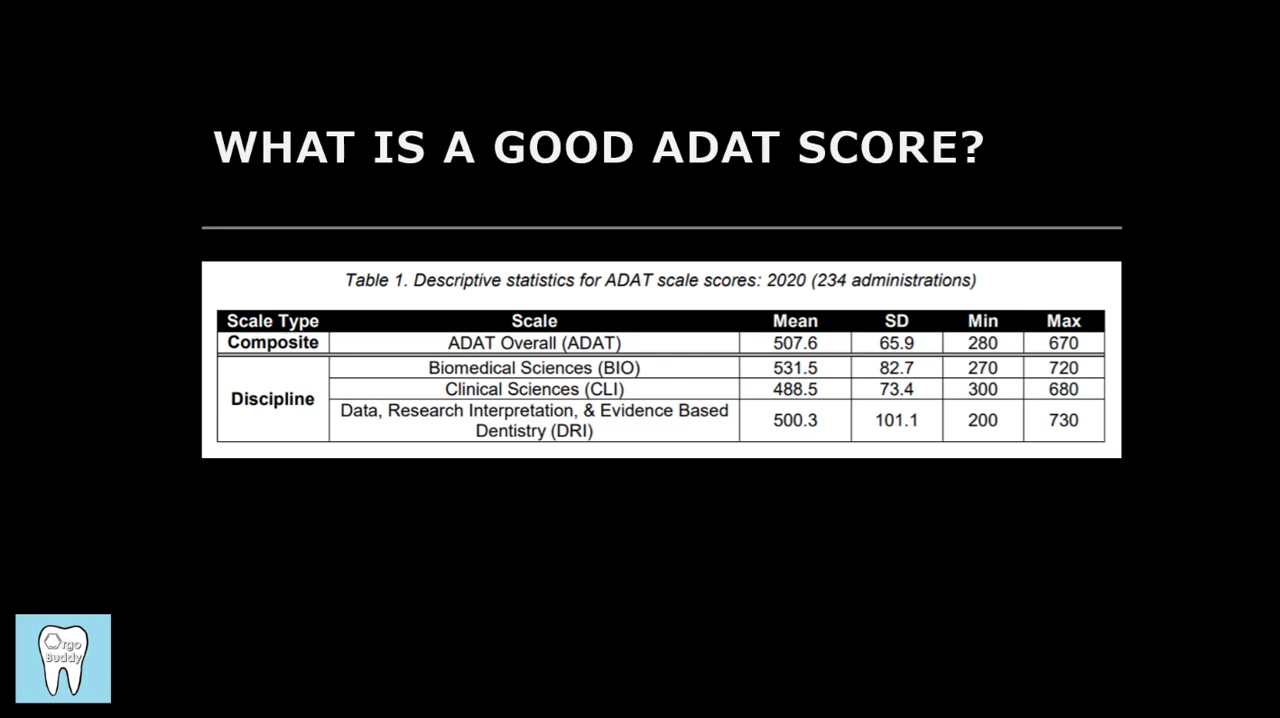 WHAT IS A GOOD ADAT SCORE?
Table 1. Descriptive statistics for ADAT scale scores: 2020 (234 administrations)
Scale Type Scale Mean SD Min Max
Composite ADAT Overall (ADAT) 507.6 65.9 280 670
Discipline Biomedical Sciences (BIO) 531.5 82.7 270 720
Clinical Sciences (CLI) 488.5 73.4 300 680
Data, Research Interpretation, & Evidence Based
Dentistry (DRI) 500.3 101.1 200 730
Orgo
Buddy